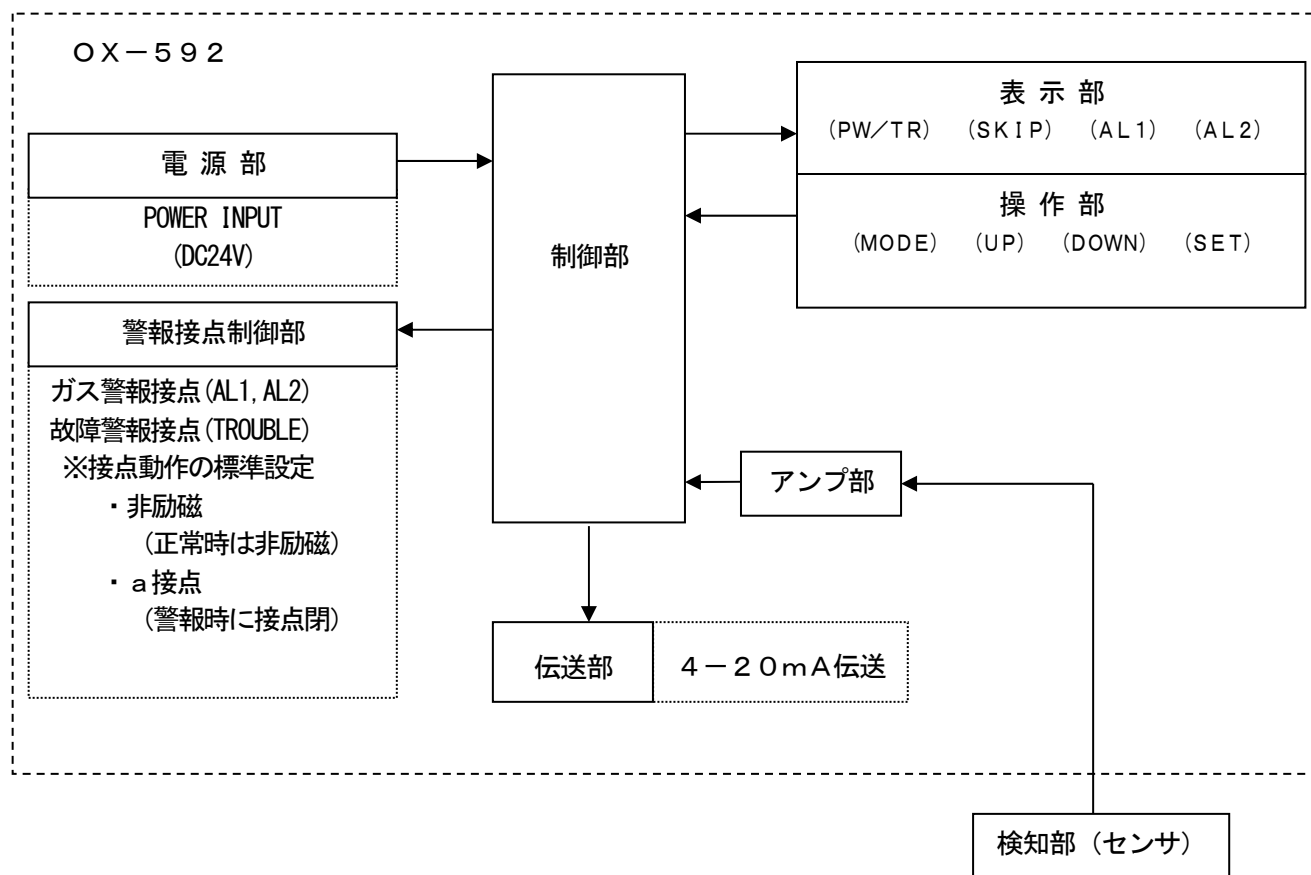 OX-592
電源部
POWER INPUT
(DC24V)
警報接点制御部
ガス警報接点(AL1,AL2)
故障警報接点(TROUBLE)
※接点動作の標準設定
・非励磁
(正常時は非励磁)
・a接点
(警報時に接点閉)
制御部
表示部
(PW/TR) (SKIP) (AL1) (AL2)
操作部
(MODE) (UP) (DOWN) (SET)
アンプ部
伝送部
4-20mA伝送
検知部(センサ)